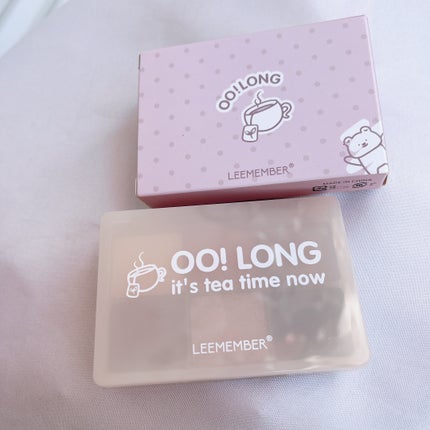 OO!LONG
LEEMEMBER®
OO! LONG
it's tea time now
LEEMEMBER®